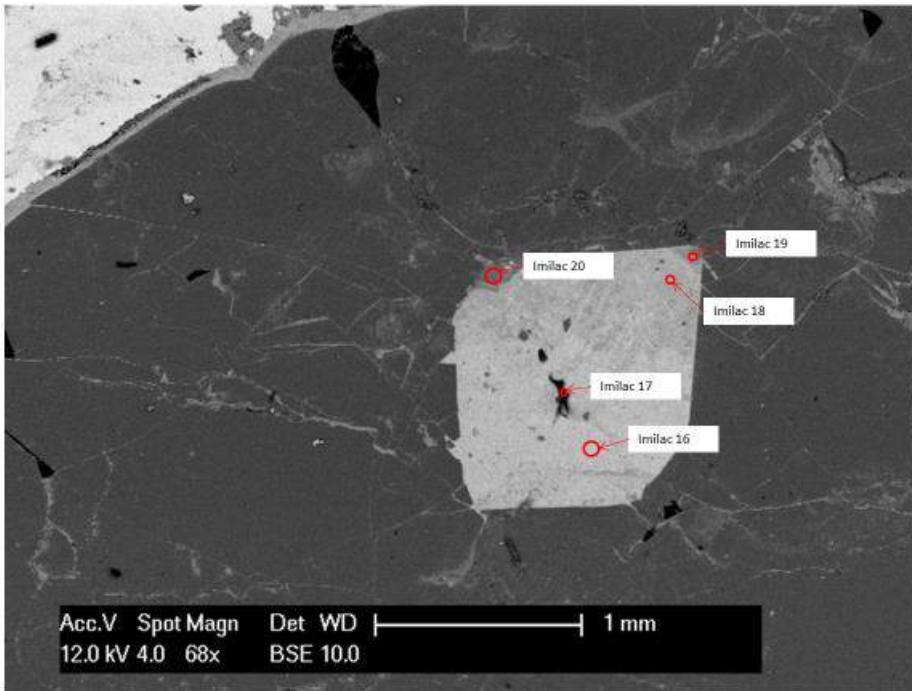 Imilac 19
Imilac 20
Imilac 18
Imilac 17
Imilac 16
Acc.V Spot Magn Det WD 1 mm
12.0 kV 4.0 68x BSE 10.0